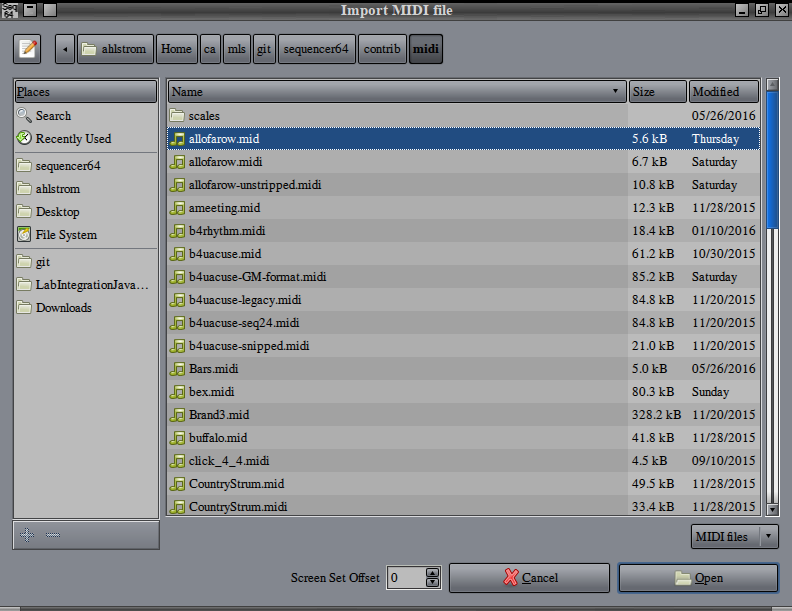 Seq 64
Import MIDI file
ahlstrom Home ca mls git sequencer64 contrib midi
Places
Search
Recently Used
sequencer64
ahlstrom
Desktop
File System
git
LabIntegrationJava...
Downloads
Name Size Modified
scales 05/26/2016
allofarow.mid 5.6 kB Thursday
allofarow.midi 6.7 kB Saturday
allofarow-unstripped.midi 10.8 kB Saturday
ameeting.mid 12.3 kB 11/28/2015
b4rhythm.midi 18.4 kB 01/10/2016
b4uacuse.mid 61.2 kB 10/30/2015
b4uacuse-GM-format.midi 85.2 kB Saturday
b4uacuse-legacy.midi 84.8 kB 11/20/2015
b4uacuse-seq24.midi 84.8 kB 11/20/2015
b4uacuse-snipped.midi 21.0 kB 11/20/2015
Bars.midi 5.0 kB 05/26/2016
bex.midi 80.3 kB Sunday
Brand3.mid 328.2 kB 11/20/2015
buffalo.mid 41.8 kB 11/28/2015
click_4_4.midi 4.5 kB 09/10/2015
CountryStrum.mid 49.5 kB 11/28/2015
CountryStrum.midi 33.4 kB 11/28/2015
MIDI files
Screen Set Offset 0 Cancel Open